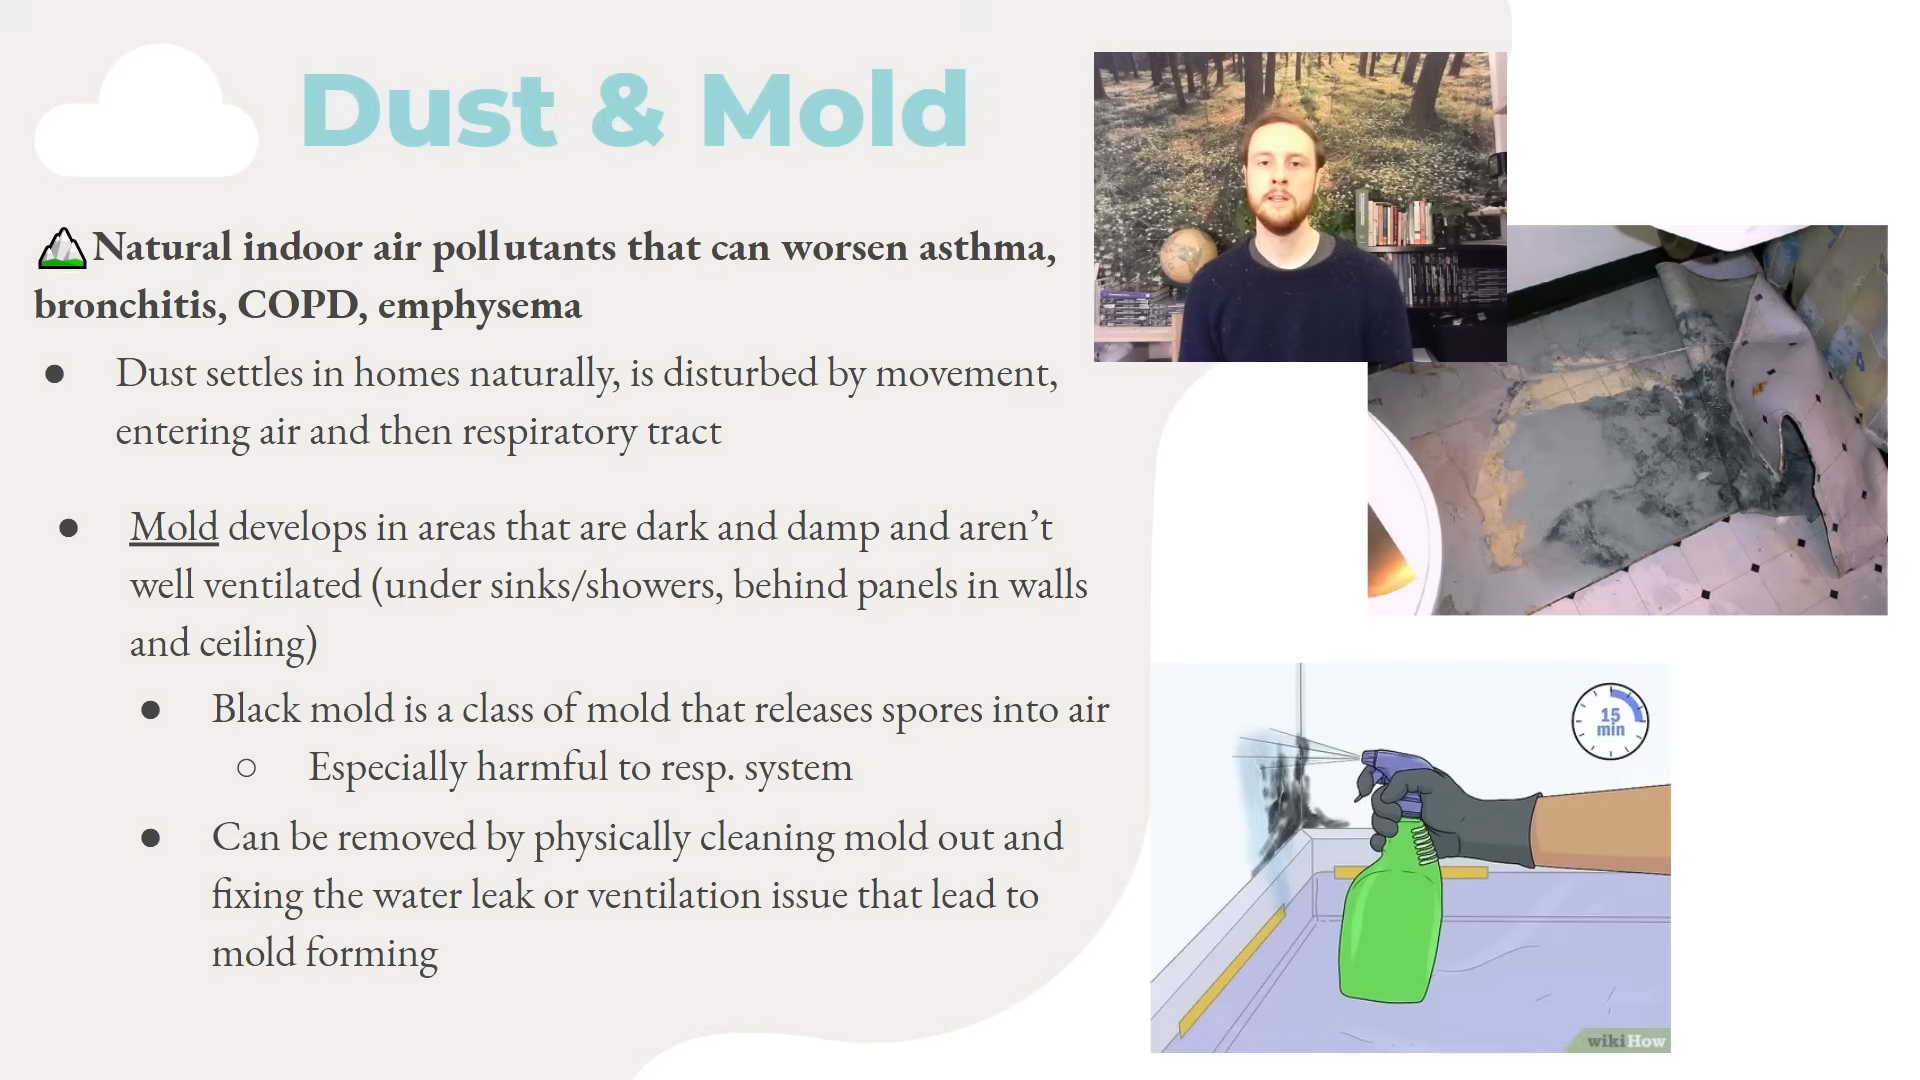 Dust & Mold
Natural indoor air pollutants that can worsen asthma,
bronchitis, COPD, emphysema
● Dust settles in homes naturally, is disturbed by movement,
entering air and then respiratory tract
● Mold develops in areas that are dark and damp and aren’t
well ventilated (under sinks/showers, behind panels in walls
and ceiling)
● Black mold is a class of mold that releases spores into air
○ Especially harmful to resp. system
● Can be removed by physically cleaning mold out and
fixing the water leak or ventilation issue that lead to
mold forming
15
min
wikiHow